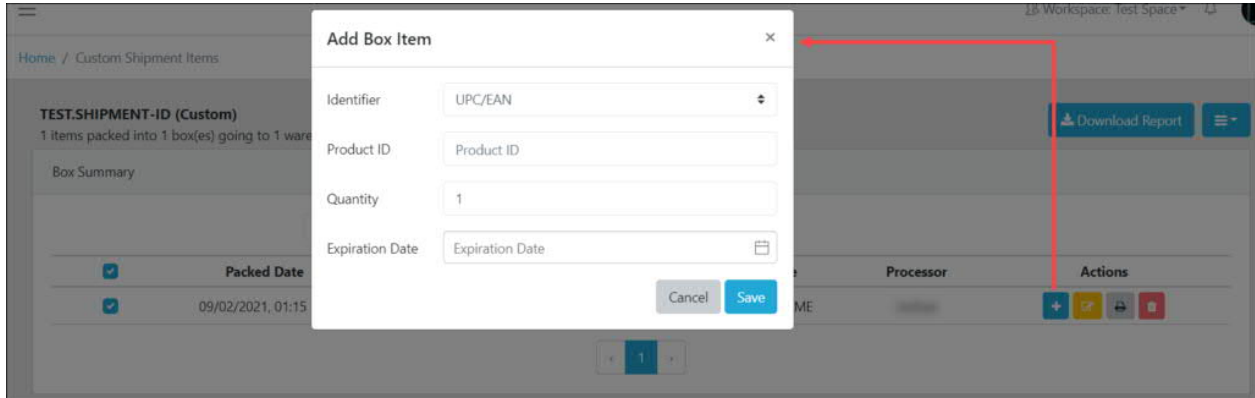 Workspace: Test Space
Home / Custom Shipment Items
Add Box Item
×
Identifier
UPC/EAN
TEST.SHIPMENT-ID (Custom)
1 items packed into 1 box(es) going to 1 ware
Download Report
Product ID
Product ID
Box Summary
Quantity
1
Expiration Date
Expiration Date
Packed Date
Processor
Actions
Cancel
Save
09/02/2021, 01:15
ME
1